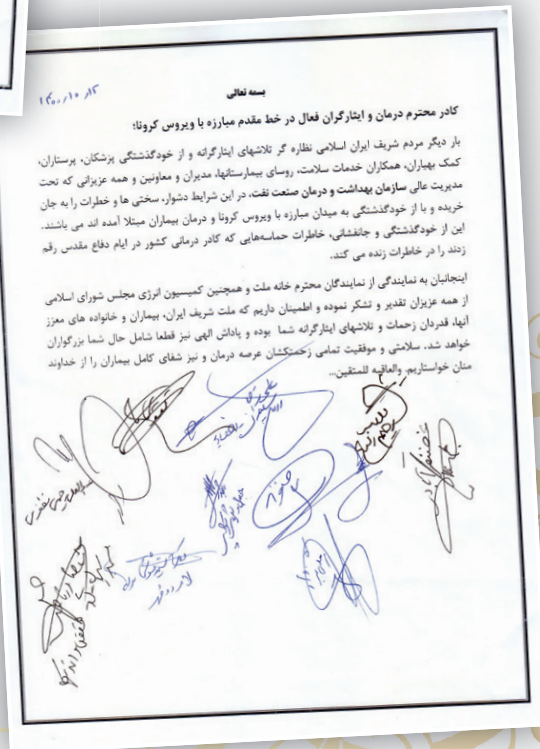 ۱۴۰۰/۱۰/۱۲
بسمه تعالی
کادر محترم درمان و ایثارگران فعال در خط مقدم مبارزه با ویروس کرونا؛
بار دیگر مردم شریف ایران اسلامی نظاره گر تلاشهای ایثارگرانه و از خودگذشتگی پزشکان، پرستاران،
کمک بهیاران، همکاران خدمات سلامت، روسای بیمارستانها، مدیران و معاونین و همه عزیزانی که تحت
مدیریت عالی سازمان بهداشت و درمان صنعت نفت، در این شرایط دشوار، سختی ها و خطرات را به جان
خریده و با از خودگذشتگی به میدان مبارزه با ویروس کرونا و درمان بیماران مبتلا آمده اند می باشند.
این از خودگذشتگی و جانفشانی، خاطرات حماسه‌هایی که کادر درمانی کشور در ایام دفاع مقدس رقم
زدند را در خاطرات زنده می کند.
اینجانبان به نمایندگی از نمایندگان محترم خانه ملت و همچنین کمیسیون انرژی مجلس شورای اسلامی
از همه عزیزان تقدیر و تشکر نموده و اطمینان داریم که ملت شریف ایران، بیماران و خانواده های معزز
آنها، قدردان زحمات و تلاشهای ایثارگرانه شما بوده و پاداش الهی نیز قطعا شامل حال شما بزرگواران
خواهد شد. سلامتی و موفقیت تمامی زحمتکشان عرصه درمان و نیز شفای کامل بیماران را از خداوند
منان خواستاریم. والعاقبه للمتقین...